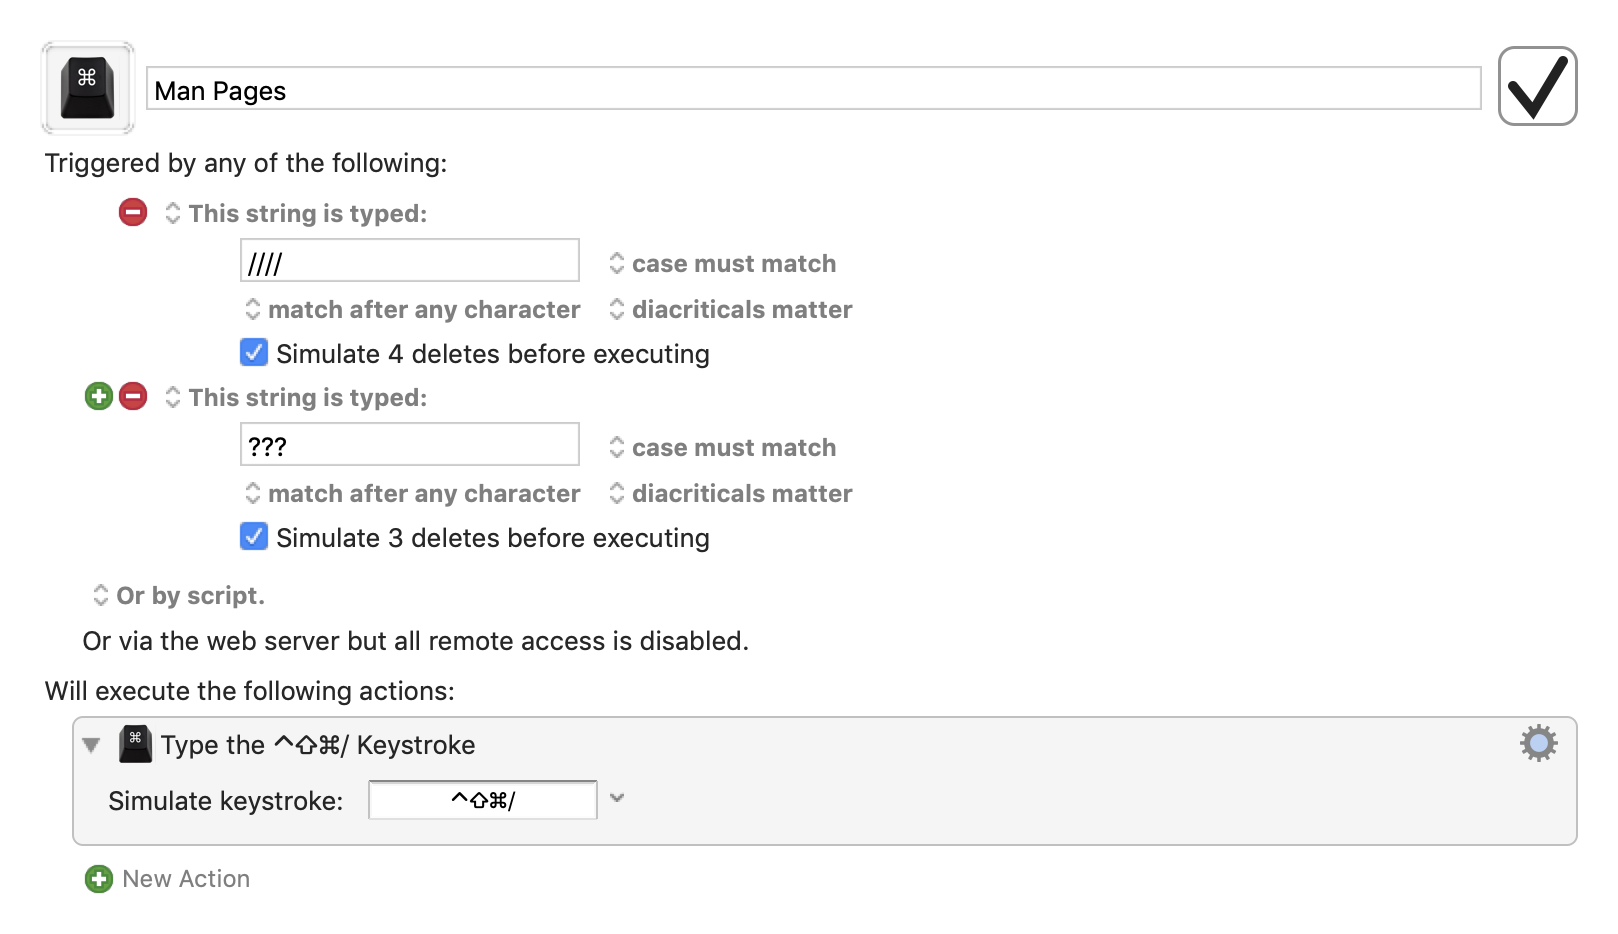 ⌘
Man Pages
Triggered by any of the following:
This string is typed:
////
case must match
match after any character
diacriticals matter
Simulate 4 deletes before executing
This string is typed:
???
case must match
match after any character
diacriticals matter
Simulate 3 deletes before executing
Or by script.
Or via the web server but all remote access is disabled.
Will execute the following actions:
⌘
Type the ^⇧⌘/ Keystroke
Simulate keystroke:
^⇧⌘/
New Action